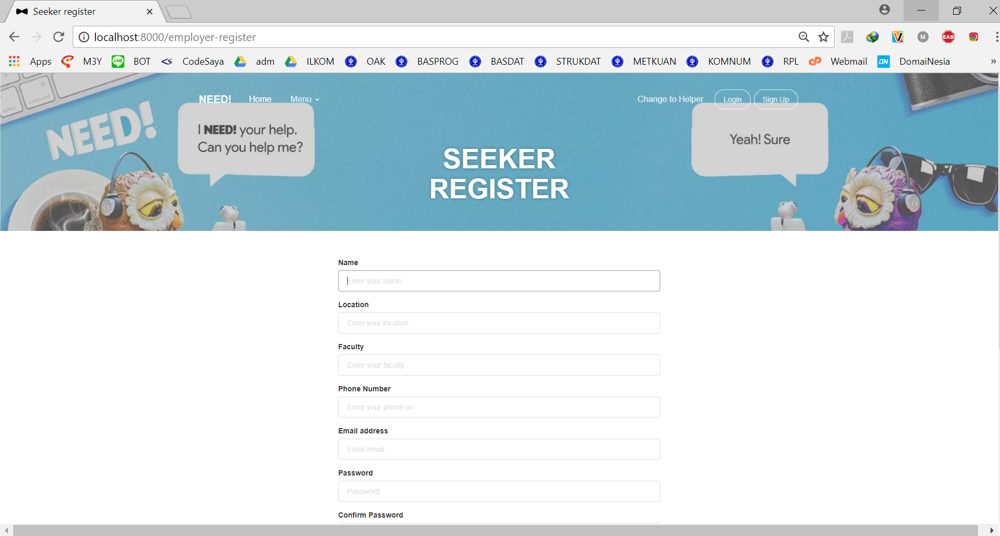 Seeker register
localhost:8000/employer-register
Apps M3Y BOT CodeSaya adm ILKOM OAK BASPROG BASDAT STRUKDAT METKUAN KOMNUM RPL Webmail DomaiNesia »
NEED! Home Menu Change to Helper Login Sign Up
NEED!
I NEED! your help.
Can you help me?
Yeah! Sure
SEEKER
REGISTER
Name
Enter your name
Location
Enter your location
Faculty
Enter your faculty
Phone Number
Enter your phone no.
Email address
Enter email
Password
Password
Confirm Password